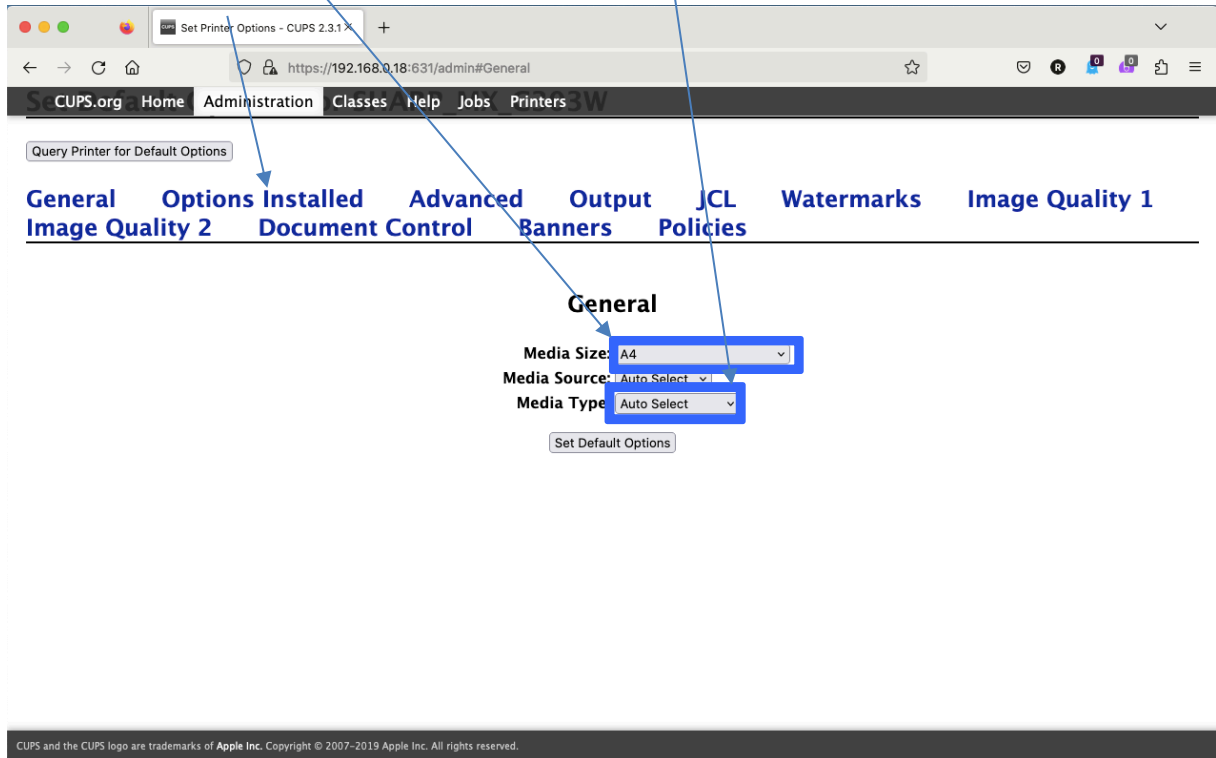 Set Printer Options - CUPS 2.3.1
https://192.168.0.18:631/admin#General
R 0 0
CUPS.org Home Administration Classes Help Jobs Printers
Query Printer for Default Options
General Options Installed Advanced Output JCL Watermarks Image Quality 1
Image Quality 2 Document Control Banners Policies
General
Media Size: A4
Media Source: Auto Select
Media Type Auto Select
Set Default Options
CUPS and the CUPS logo are trademarks of Apple Inc. Copyright © 2007-2019 Apple Inc. All rights reserved.